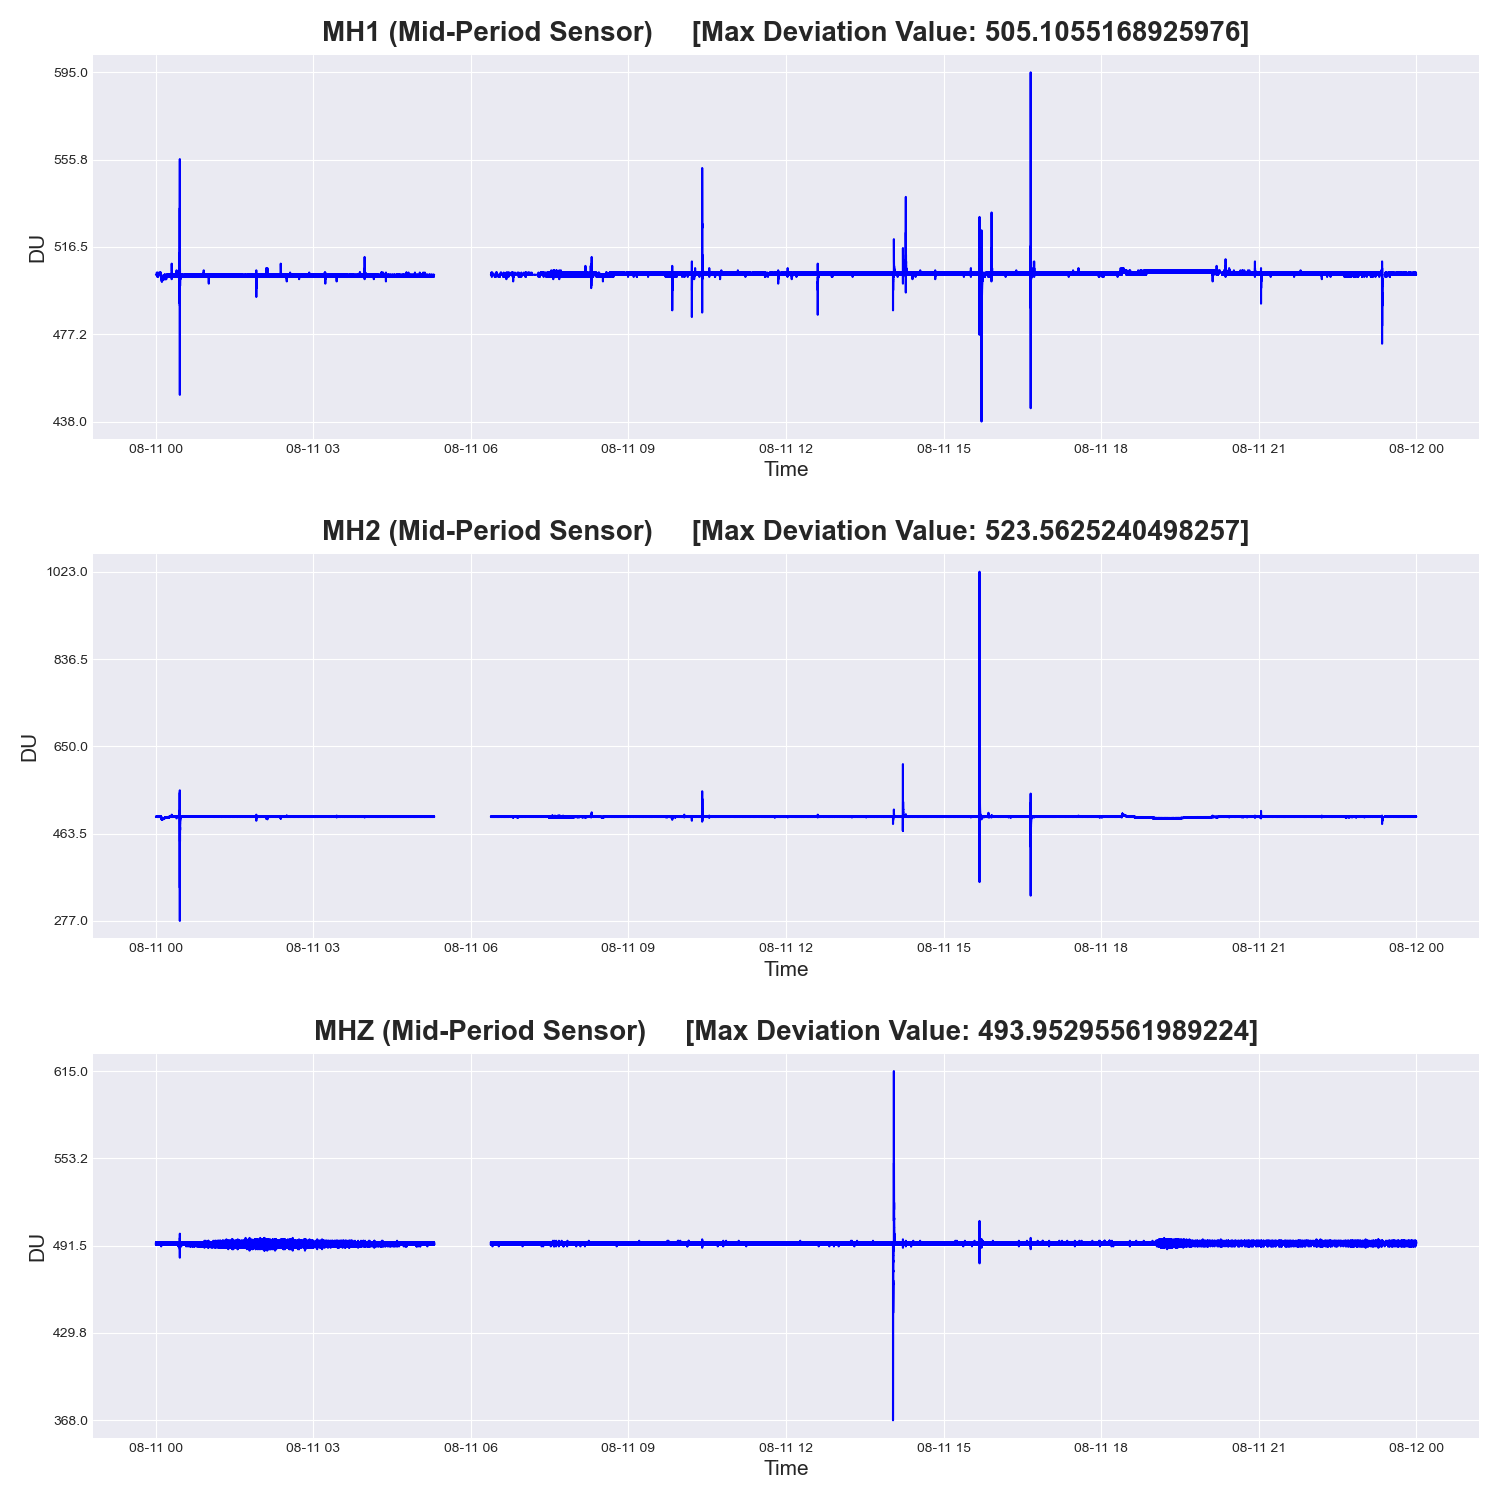 MH1 (Mid-Period Sensor) [Max Deviation Value: 505.1055168925976]
595.0
555.8
516.5
477.2
438.0
DU
08-11 00 08-11 03 08-11 06 08-11 09 08-11 12 08-11 15 08-11 18 08-11 21 08-12 00
Time
MH2 (Mid-Period Sensor) [Max Deviation Value: 523.5625240498257]
1023.0
836.5
650.0
463.5
277.0
DU
08-11 00 08-11 03 08-11 06 08-11 09 08-11 12 08-11 15 08-11 18 08-11 21 08-12 00
Time
MHZ (Mid-Period Sensor) [Max Deviation Value: 493.95295561989224]
615.0
553.2
491.5
429.8
368.0
DU
08-11 00 08-11 03 08-11 06 08-11 09 08-11 12 08-11 15 08-11 18 08-11 21 08-12 00
Time